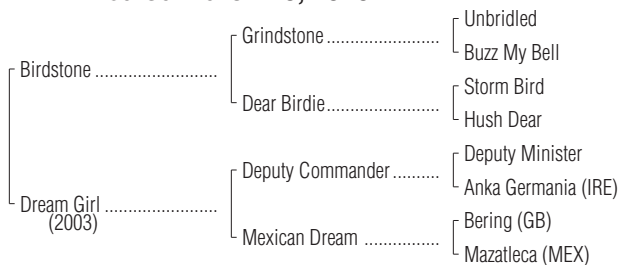 Unbridled
Grindstone ..................................
Buzz My Bell
Birdstone .........................
Storm Bird
Dear Birdie..................................
Hush Dear
Deputy Minister
Deputy Commander ..........
Anka Germania (IRE)
Dream Girl .......................
(2003)
Bering (GB)
Mexican Dream ......................
Mazatleca (MEX)